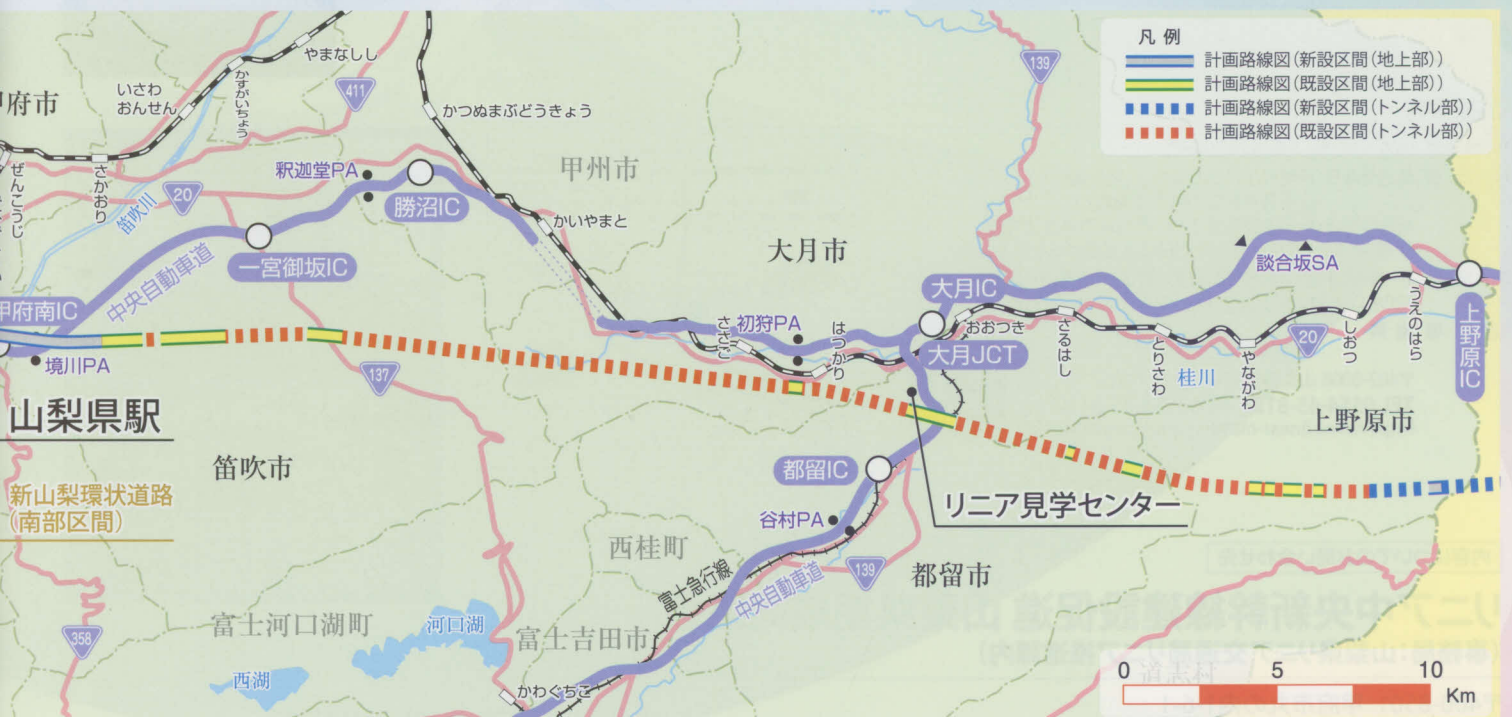 凡 例
計画路線図(新設区間(地上部))
計画路線図(既設区間(地上部))
計画路線図(新設区間(トンネル部))
計画路線図(既設区間(トンネル部))
やまなしし
139
いさわ
おんせん
かすがいちょう
411
府市
かつぬまぶどうきょう
ぜんこうじ
さかおり
笛吹川
20
釈迦堂PA
勝沼IC
甲州市
かいやまと
一宮御坂IC
中央自動車道
大月市
談合坂SA
甲府南IC
大月IC
上野原IC
境川PA
初狩PA
ささご
はつかり
おおつき
大月JCT
さるはし
とりさわ
桂川
やながわ
20
しおつ
うえのはら
137
山梨県駅
上野原市
笛吹市
都留IC
新山梨環状道路
(南部区間)
リニア見学センター
谷村PA
西桂町
富士急行線
中央自動車道
139
都留市
富士河口湖町
河口湖
富士吉田市
358
西湖
かわぐちこ
道志村
0 5 10
Km